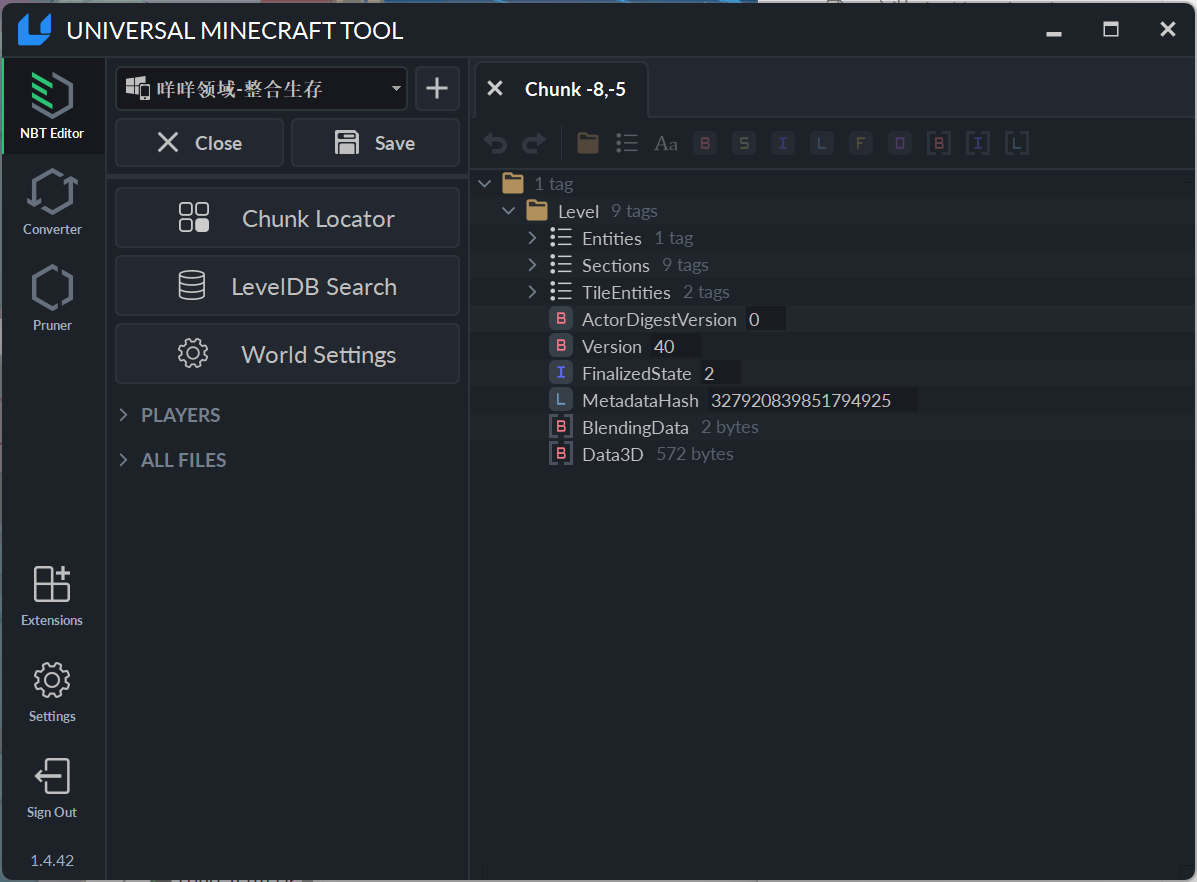 UNIVERSAL MINECRAFT TOOL
NBT Editor
Converter
Pruner
Extensions
Settings
Sign Out
1.4.42
咩咩领域-整合生存
Close
Save
Chunk Locator
LevelDB Search
World Settings
PLAYERS
ALL FILES
Chunk -8,-5
Aa B S I L F D B I L
1 tag
Level 9 tags
Entities 1 tag
Sections 9 tags
TileEntities 2 tags
B ActorDigestVersion 0
B Version 40
I FinalizedState 2
L MetadataHash 327920839851794925
B BlendingData 2 bytes
B Data3D 572 bytes